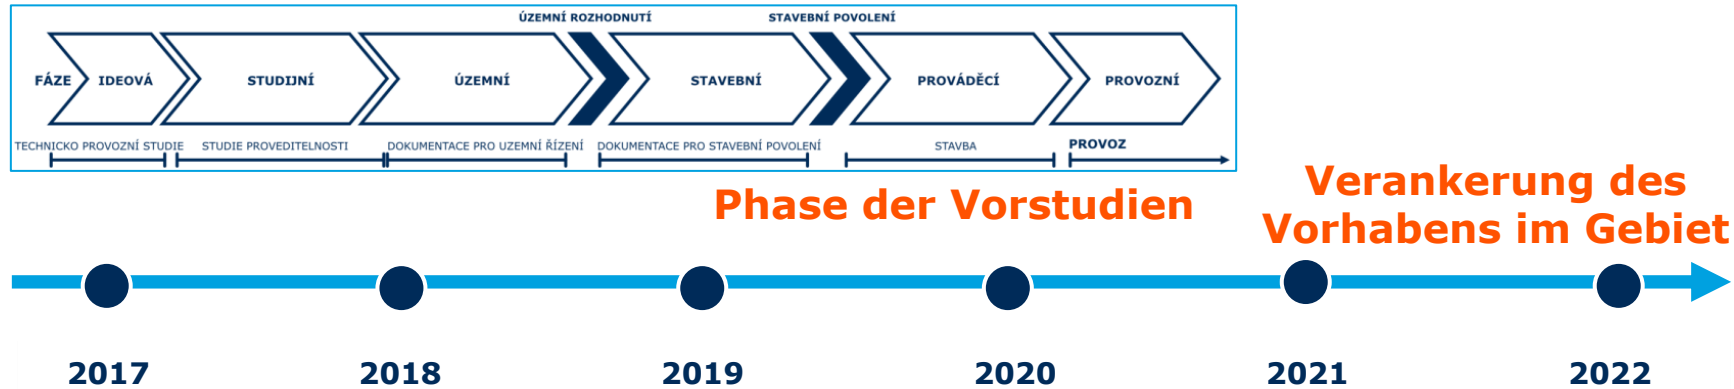 ÚZEMNÍ ROZHODNUTÍ STAVEBNÍ POVOLENÍ
FÁZE IDEOVÁ STUDIJNÍ ÚZEMNÍ STAVEBNÍ PROVÁDĚCÍ PROVOZNÍ
TECHNICKO PROVOZNÍ STUDIE STUDIE PROVEDITELNOSTI DOKUMENTACE PRO UZEMNÍ ŘÍZENÍ DOKUMENTACE PRO STAVEBNÍ POVOLENÍ STAVBA PROVOZ
Phase der Vorstudien
Verankerung des
Vorhabens im Gebiet
2017 2018 2019 2020 2021 2022